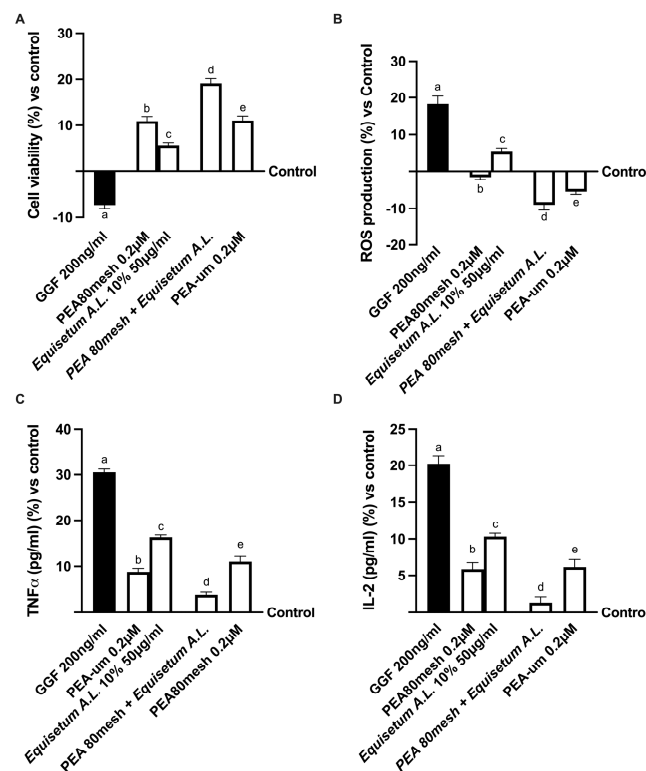 A
Cell viability (%) vs control
30
20
10
-10
a
b
c
d
e
Control
GGF 200ng/ml
PEA80mesh 0.2µM
Equisetum A.L. 10% 50µg/ml
PEA 80mesh + Equisetum A.L.
PEA-um 0.2µM
B
ROS production (%) vs Control
30
20
10
-10
-20
a
b
c
d
e
Control
GGF 200ng/ml
PEA80mesh 0.2µM
Equisetum A.L. 10% 50µg/ml
PEA 80mesh + Equisetum A.L.
PEA-um 0.2µM
C
TNFα (pg/ml) (%) vs control
40
30
20
10
a
b
c
d
e
Control
GGF 200ng/ml
PEA-um 0.2µM
Equisetum A.L. 10% 50µg/ml
PEA 80mesh + Equisetum A.L.
PEA80mesh 0.2µM
D
IL-2 (pg/ml) (%) vs control
25
20
15
10
5
a
b
c
d
e
Contro
GGF 200ng/ml
PEA80mesh 0.2µM
Equisetum A.L. 10% 50µg/ml
PEA 80mesh + Equisetum A.L.
PEA-um 0.2µM